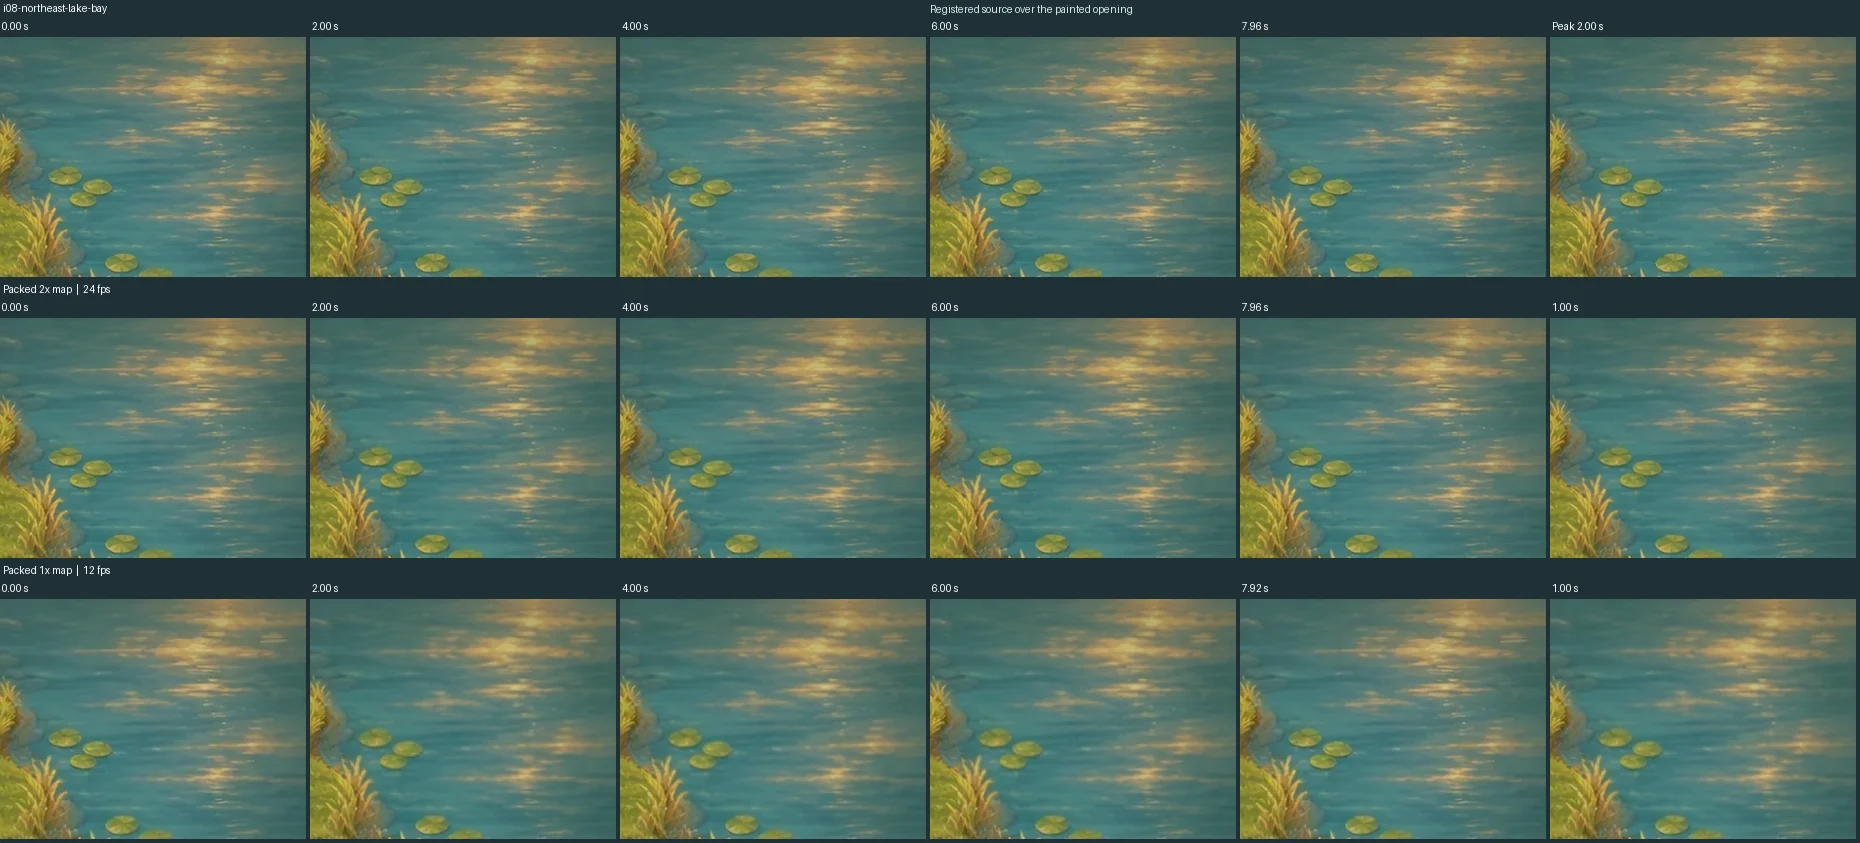 i08-northeast-lake-bay
Registered source over the painted opening
0.00 s 2.00 s 4.00 s 6.00 s 7.96 s Peak 2.00 s
Packed 2x map | 24 fps
0.00 s 2.00 s 4.00 s 6.00 s 7.96 s 1.00 s
Packed 1x map | 12 fps
0.00 s 2.00 s 4.00 s 6.00 s 7.92 s 1.00 s